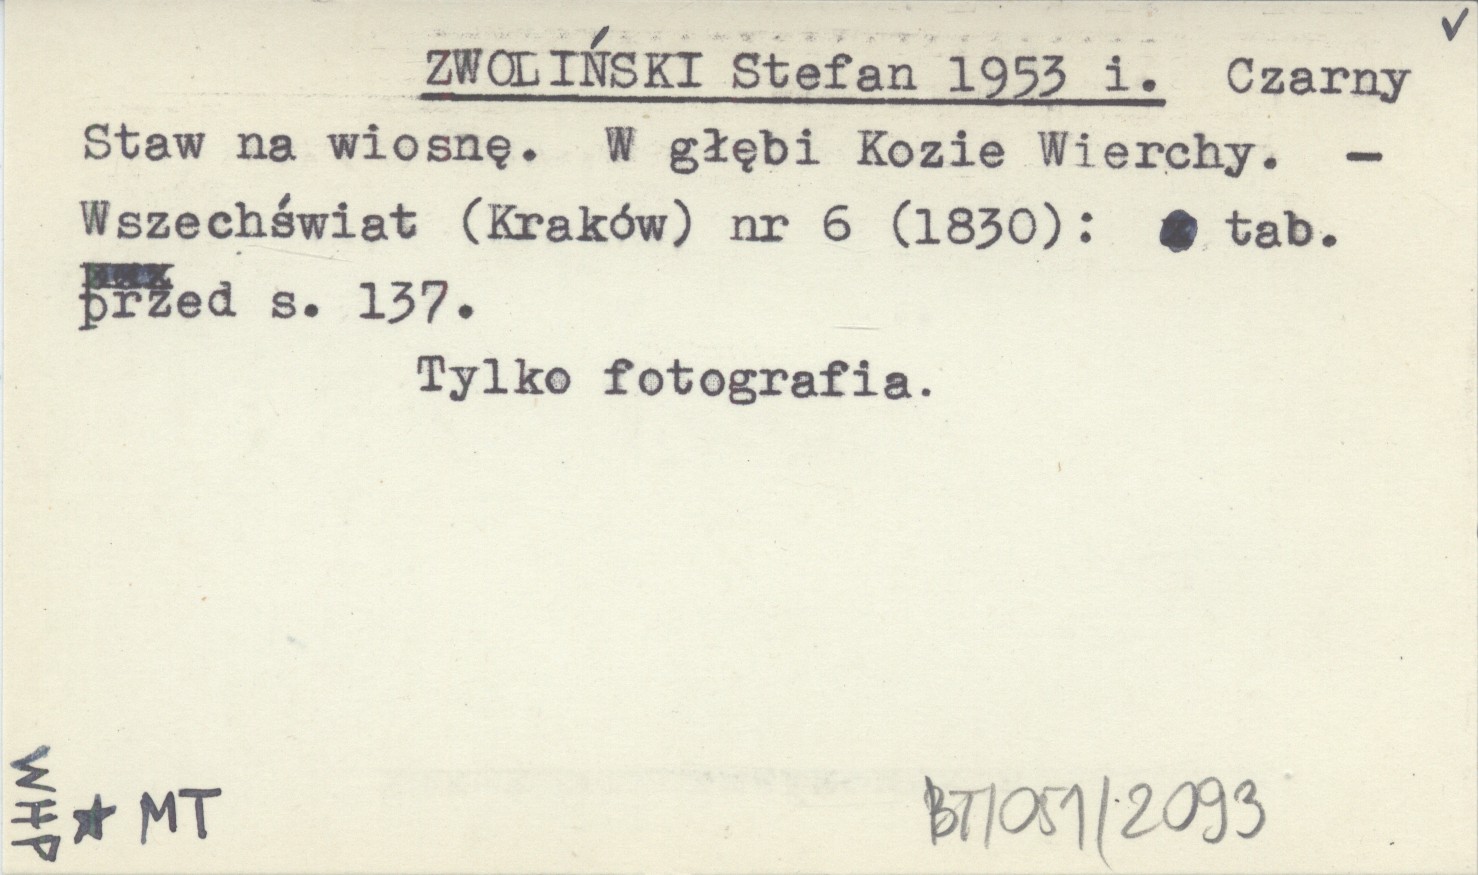 ✓
ZWOLIŃSKI Stefan 1953 i. Czarny
Staw na wiosnę. W głębi Kozie Wierchy. —
Wszechświat (Kraków) nr 6 (1830): tab.
przed s. 137.
Tylko fotografia.
WHP
★ MT
BT/051/2093